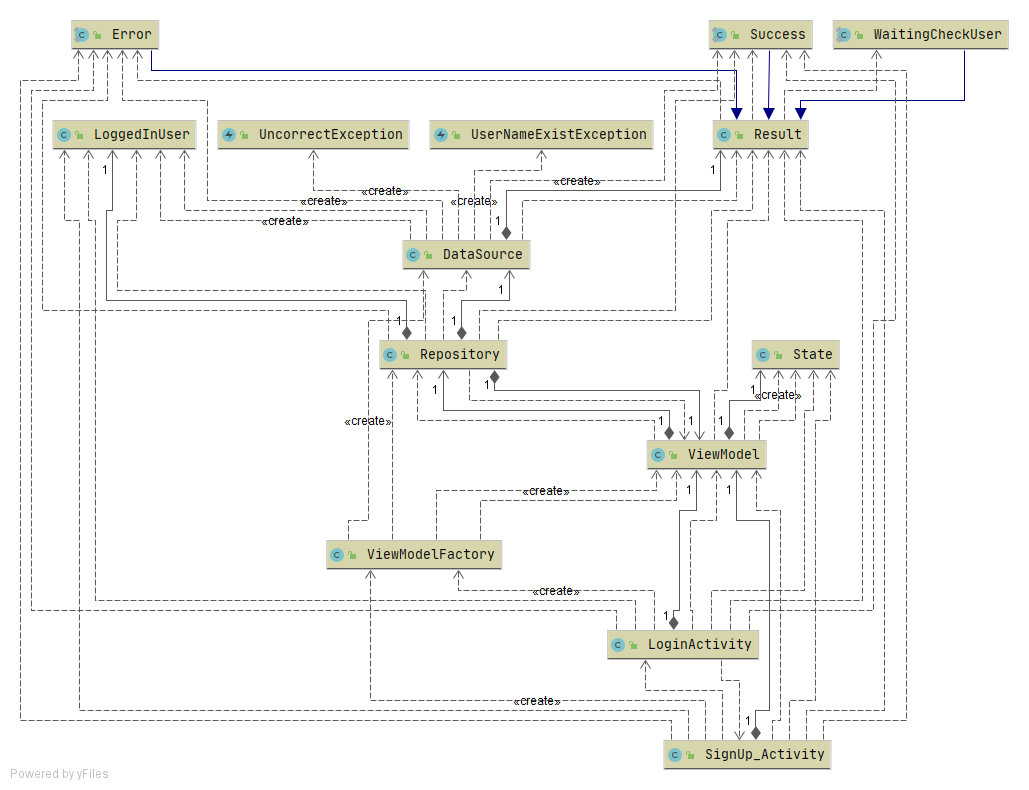 Error
Success
WaitingCheckUser
LoggedInUser
UncorrectException
UserNameExistException
Result
1
1
«create»
«create»
«create»
«create»
«create»
1
DataSource
1
1
1
Repository
State
1
1
1
«create»
«create»
1
1
1
ViewModel
«create»
1
1
ViewModelFactory
«create»
1
LoginActivity
«create»
1
SignUp_Activity
Powered by yFiles